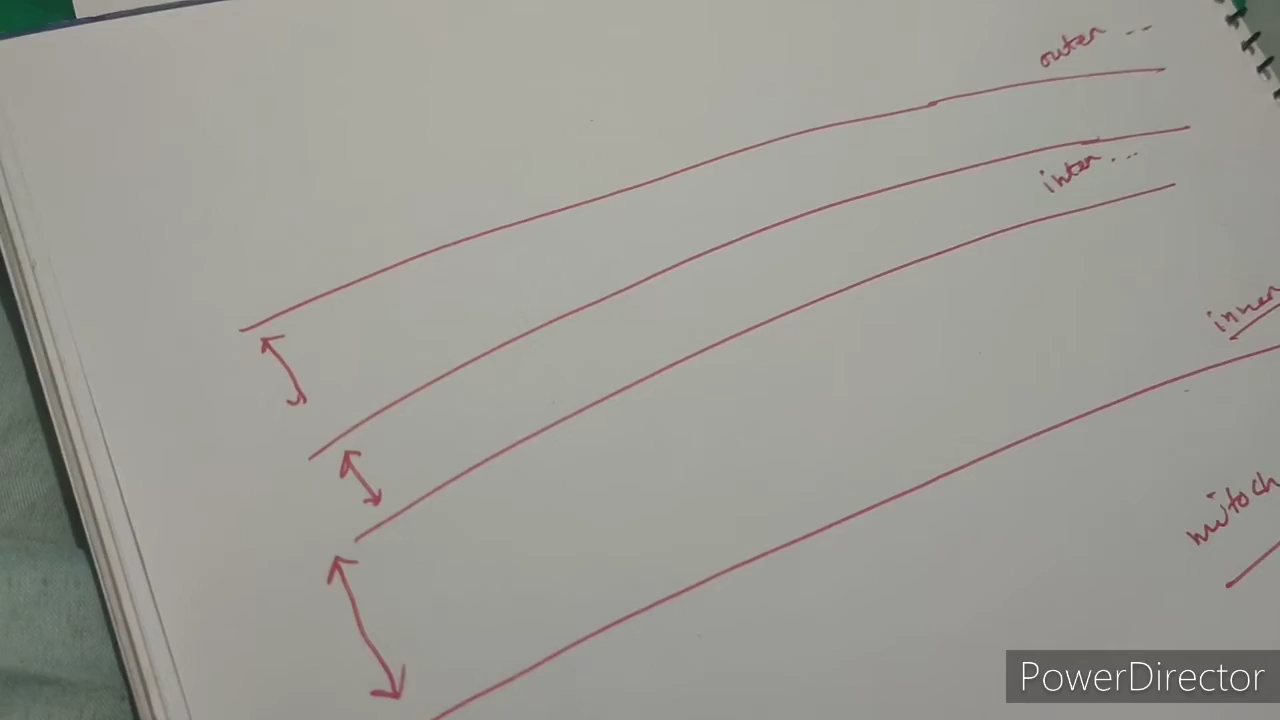 outer ..
inter ...
inner
mitoch
PowerDirector